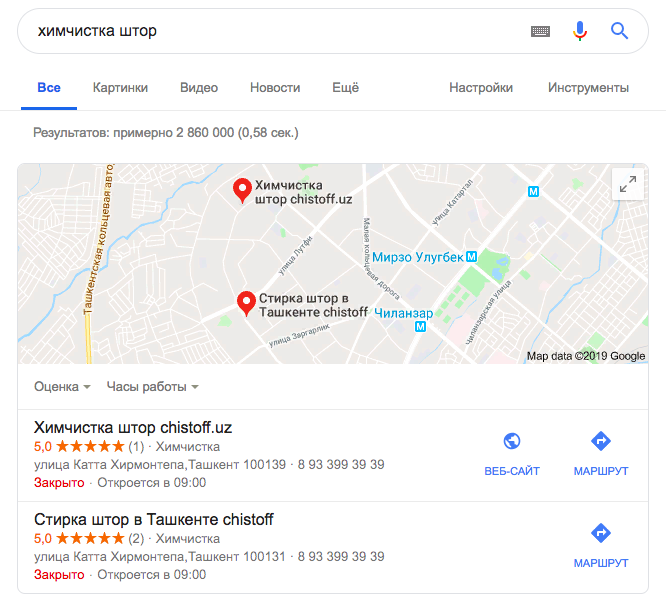 химчистка штор
Все Картинки Видео Новости Ещё Настройки Инструменты
Результатов: примерно 2 860 000 (0,58 сек.)
Ташкентская кольцевая авто.
Химчистка
штор chistoff.uz
улица Лутфи
Малая кольцевая дорога
улица Катартал
M
Мирзо Улугбек M
Стирка штор в
Ташкенте chistoff
Чиланзар
M
улица Заргарлик
Чиланзарская улица
Map data ©2019 Google
Оценка Часы работы
Химчистка штор chistoff.uz
5,0 ★★★★★ (1) · Химчистка
улица Катта Хирмонтепа,Ташкент 100139 · 8 93 399 39 39
Закрыто · Откроется в 09:00
ВЕБ-САЙТ МАРШРУТ
Стирка штор в Ташкенте chistoff
5,0 ★★★★★ (2) · Химчистка
улица Катта Хирмонтепа,Ташкент 100131 · 8 93 399 39 39
Закрыто · Откроется в 09:00
МАРШРУТ